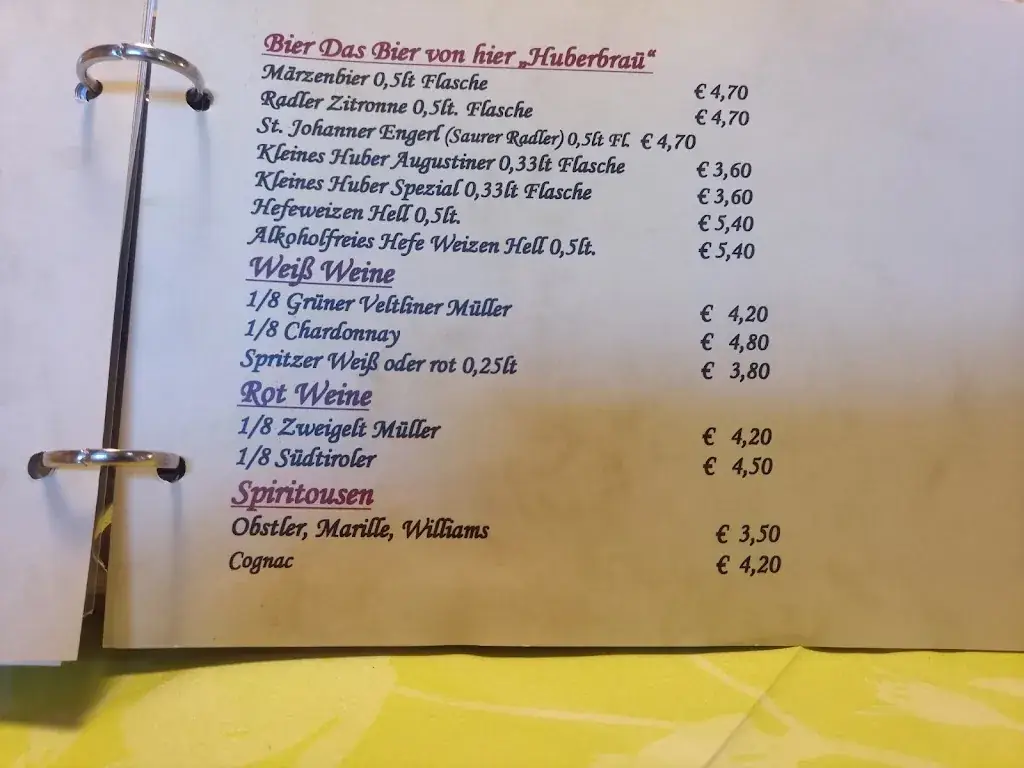 Bier Das Bier von hier „Huberbraü“
Märzenbier 0,5lt Flasche € 4,70
Radler Zitronne 0,5lt. Flasche € 4,70
St. Johanner Engerl (Saurer Radler) 0,5lt Fl. € 4,70
Kleines Huber Augustiner 0,33lt Flasche € 3,60
Kleines Huber Spezial 0,33lt Flasche € 3,60
Hefeweizen Hell 0,5lt. € 5,40
Alkoholfreies Hefe Weizen Hell 0,5lt. € 5,40
Weiß Weine
1/8 Grüner Veltliner Müller € 4,20
1/8 Chardonnay € 4,80
Spritzer Weiß oder rot 0,25lt € 3,80
Rot Weine
1/8 Zweigelt Müller € 4,20
1/8 Südtiroler € 4,50
Spiritousen
Obstler, Marille, Williams € 3,50
Cognac € 4,20